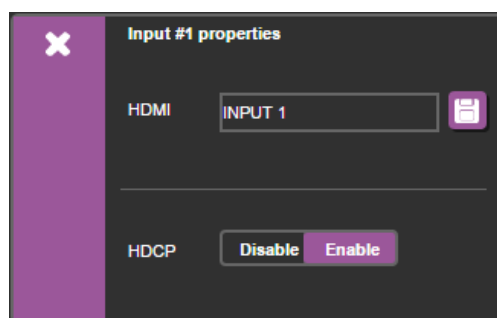 Input #1 properties
HDMI INPUT 1
HDCP Disable Enable